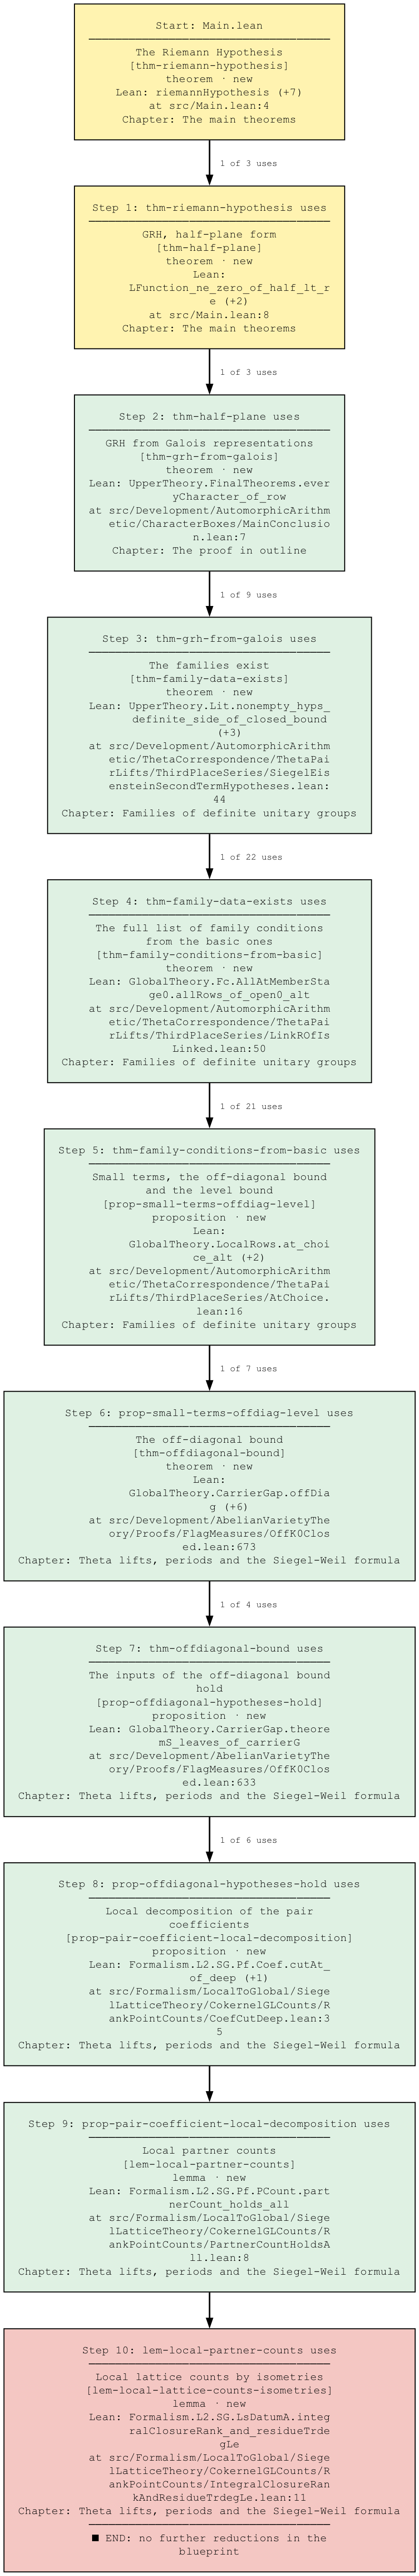 Start: Main.lean
The Riemann Hypothesis
[thm-riemann-hypothesis]
theorem · new
Lean: riemannHypothesis (+7)
at src/Main.lean:4
Chapter: The main theorems
1 of 3 uses
Step 1: thm-riemann-hypothesis uses
GRH, half-plane form
[thm-half-plane]
theorem · new
Lean:
LFunction_ne_zero_of_half_lt_r
e (+2)
at src/Main.lean:8
Chapter: The main theorems
1 of 3 uses
Step 2: thm-half-plane uses
GRH from Galois representations
[thm-grh-from-galois]
theorem · new
Lean: UpperTheory.FinalTheorems.ever
yCharacter_of_row
at src/Development/AutomorphicArithm
etic/CharacterBoxes/MainConclusio
n.lean:7
Chapter: The proof in outline
1 of 9 uses
Step 3: thm-grh-from-galois uses
The families exist
[thm-family-data-exists]
theorem · new
Lean: UpperTheory.Lit.nonempty_hyps_
definite_side_of_closed_bound
(+3)
at src/Development/AutomorphicArithm
etic/ThetaCorrespondence/ThetaPai
rLifts/ThirdPlaceSeries/SiegelEis
ensteinSecondTermHypotheses.lean:
44
Chapter: Families of definite unitary groups
1 of 22 uses
Step 4: thm-family-data-exists uses
The full list of family conditions
from the basic ones
[thm-family-conditions-from-basic]
theorem · new
Lean: GlobalTheory.Fc.AllAtMemberSta
ge0.allRows_of_open0_alt
at src/Development/AutomorphicArithm
etic/ThetaCorrespondence/ThetaPai
rLifts/ThirdPlaceSeries/LinkROfIs
Linked.lean:50
Chapter: Families of definite unitary groups
1 of 21 uses
Step 5: thm-family-conditions-from-basic uses
Small terms, the off-diagonal bound
and the level bound
[prop-small-terms-offdiag-level]
proposition · new
Lean:
GlobalTheory.LocalRows.at_choi
ce_alt (+2)
at src/Development/AutomorphicArithm
etic/ThetaCorrespondence/ThetaPai
rLifts/ThirdPlaceSeries/AtChoice.
lean:16
Chapter: Families of definite unitary groups
1 of 7 uses
Step 6: prop-small-terms-offdiag-level uses
The off-diagonal bound
[thm-offdiagonal-bound]
theorem · new
Lean:
GlobalTheory.CarrierGap.offDia
g (+6)
at src/Development/AbelianVarietyThe
ory/Proofs/FlagMeasures/OffK0Clos
ed.lean:673
Chapter: Theta lifts, periods and the Siegel-Weil formula
1 of 4 uses
Step 7: thm-offdiagonal-bound uses
The inputs of the off-diagonal bound
hold
[prop-offdiagonal-hypotheses-hold]
proposition · new
Lean: GlobalTheory.CarrierGap.theore
mS_leaves_of_carrierG
at src/Development/AbelianVarietyThe
ory/Proofs/FlagMeasures/OffK0Clos
ed.lean:633
Chapter: Theta lifts, periods and the Siegel-Weil formula
1 of 6 uses
Step 8: prop-offdiagonal-hypotheses-hold uses
Local decomposition of the pair
coefficients
[prop-pair-coefficient-local-decomposition]
proposition · new
Lean: Formalism.L2.SG.Pf.Coef.cutAt_
of_deep (+1)
at src/Formalism/LocalToGlobal/Siege
lLatticeTheory/CokernelGLCounts/R
ankPointCounts/CoefCutDeep.lean:3
5
Chapter: Theta lifts, periods and the Siegel-Weil formula
Step 9: prop-pair-coefficient-local-decomposition uses
Local partner counts
[lem-local-partner-counts]
lemma · new
Lean: Formalism.L2.SG.Pf.PCount.part
nerCount_holds_all
at src/Formalism/LocalToGlobal/Siege
lLatticeTheory/CokernelGLCounts/R
ankPointCounts/PartnerCountHoldsA
ll.lean:8
Chapter: Theta lifts, periods and the Siegel-Weil formula
Step 10: lem-local-partner-counts uses
Local lattice counts by isometries
[lem-local-lattice-counts-isometries]
lemma · new
Lean: Formalism.L2.SG.LsDatumA.integ
ralClosureRank_and_residueTrde
gLe
at src/Formalism/LocalToGlobal/Siege
lLatticeTheory/CokernelGLCounts/R
ankPointCounts/IntegralClosureRan
kAndResidueTrdegLe.lean:11
Chapter: Theta lifts, periods and the Siegel-Weil formula
■ END: no further reductions in the
blueprint